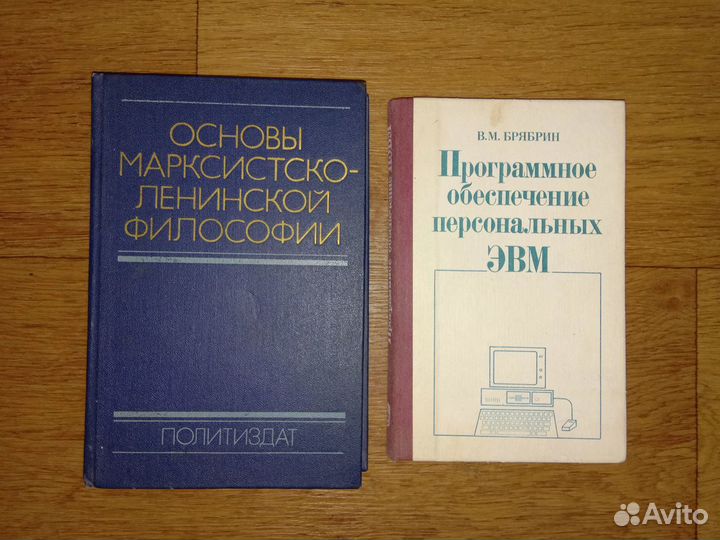 ОСНОВЫ
МАРКСИСТСКО-
ЛЕНИНСКОЙ
ФИЛОСОФИИ
ПОЛИТИЗДАТ
В.М. БРЯБРИН
Программное
обеспечение
персональных
ЭВМ
Avito